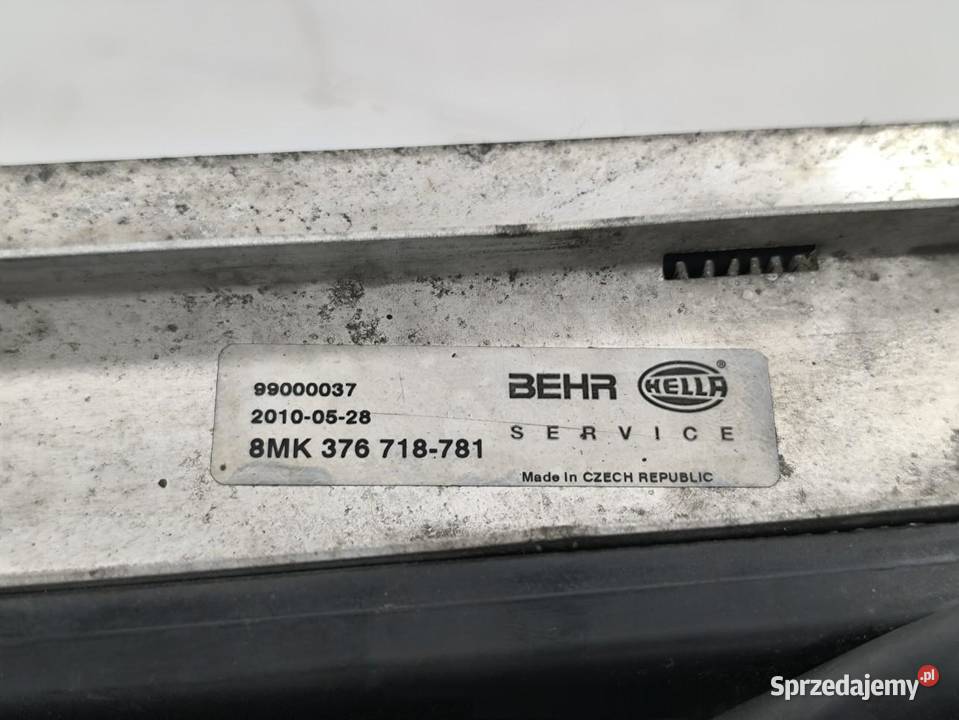 99000037
2010-05-28
8MK 376 718-781
BEHR HELLA®
SERVICE
Made in CZECH REPUBLIC
Sprzedajemy.pl